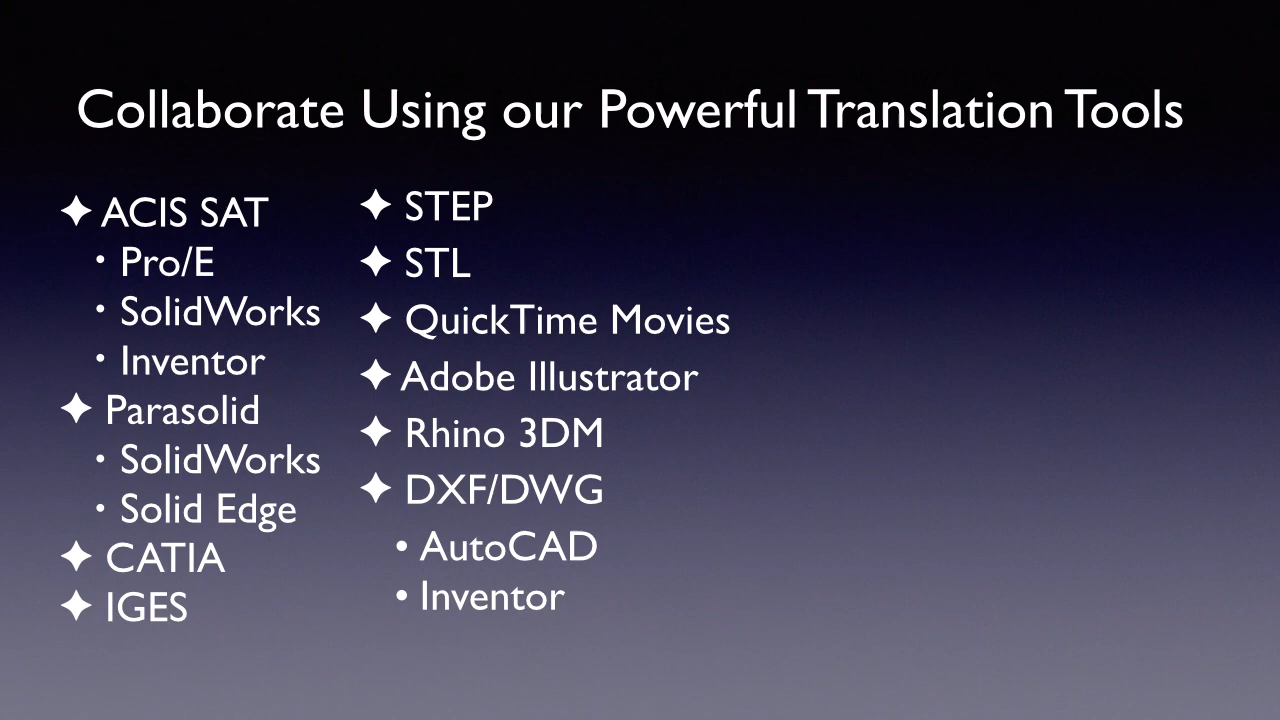 Collaborate Using our Powerful Translation Tools
✦ ACIS SAT
• Pro/E
• SolidWorks
• Inventor
✦ Parasolid
• SolidWorks
• Solid Edge
✦ CATIA
✦ IGES
✦ STEP
✦ STL
✦ QuickTime Movies
✦ Adobe Illustrator
✦ Rhino 3DM
✦ DXF/DWG
• AutoCAD
• Inventor